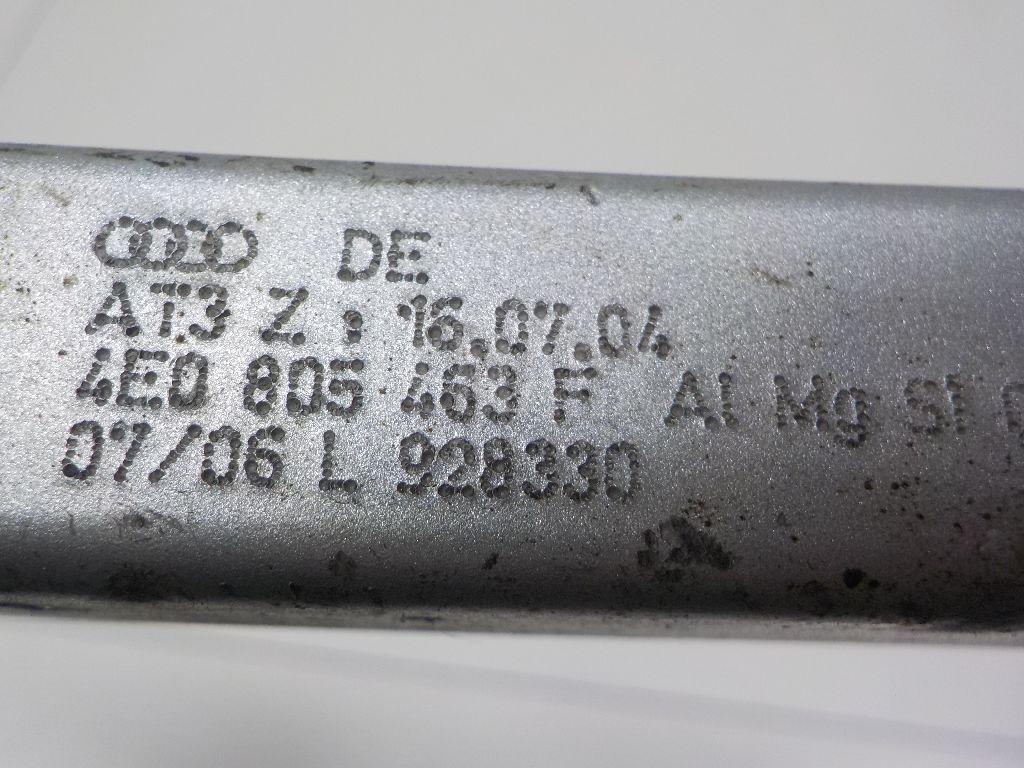 DE
AT3 Z : 16.07.04
4E0 805 463 F Al Mg Si
07/06 L 928330